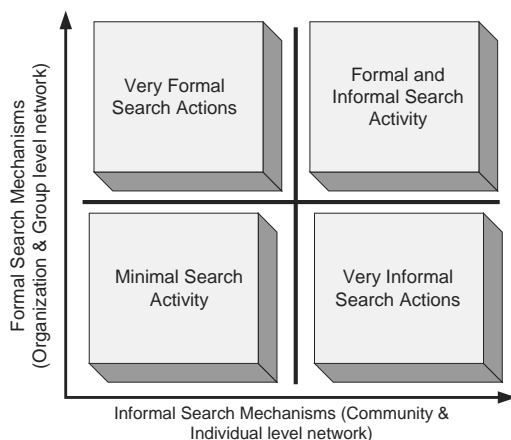 Formal Search Mechanisms
(Organization & Group level network)
Very Formal
Search Actions
Formal and
Informal Search
Activity
Minimal Search
Activity
Very Informal
Search Actions
Informal Search Mechanisms (Community &
Individual level network)